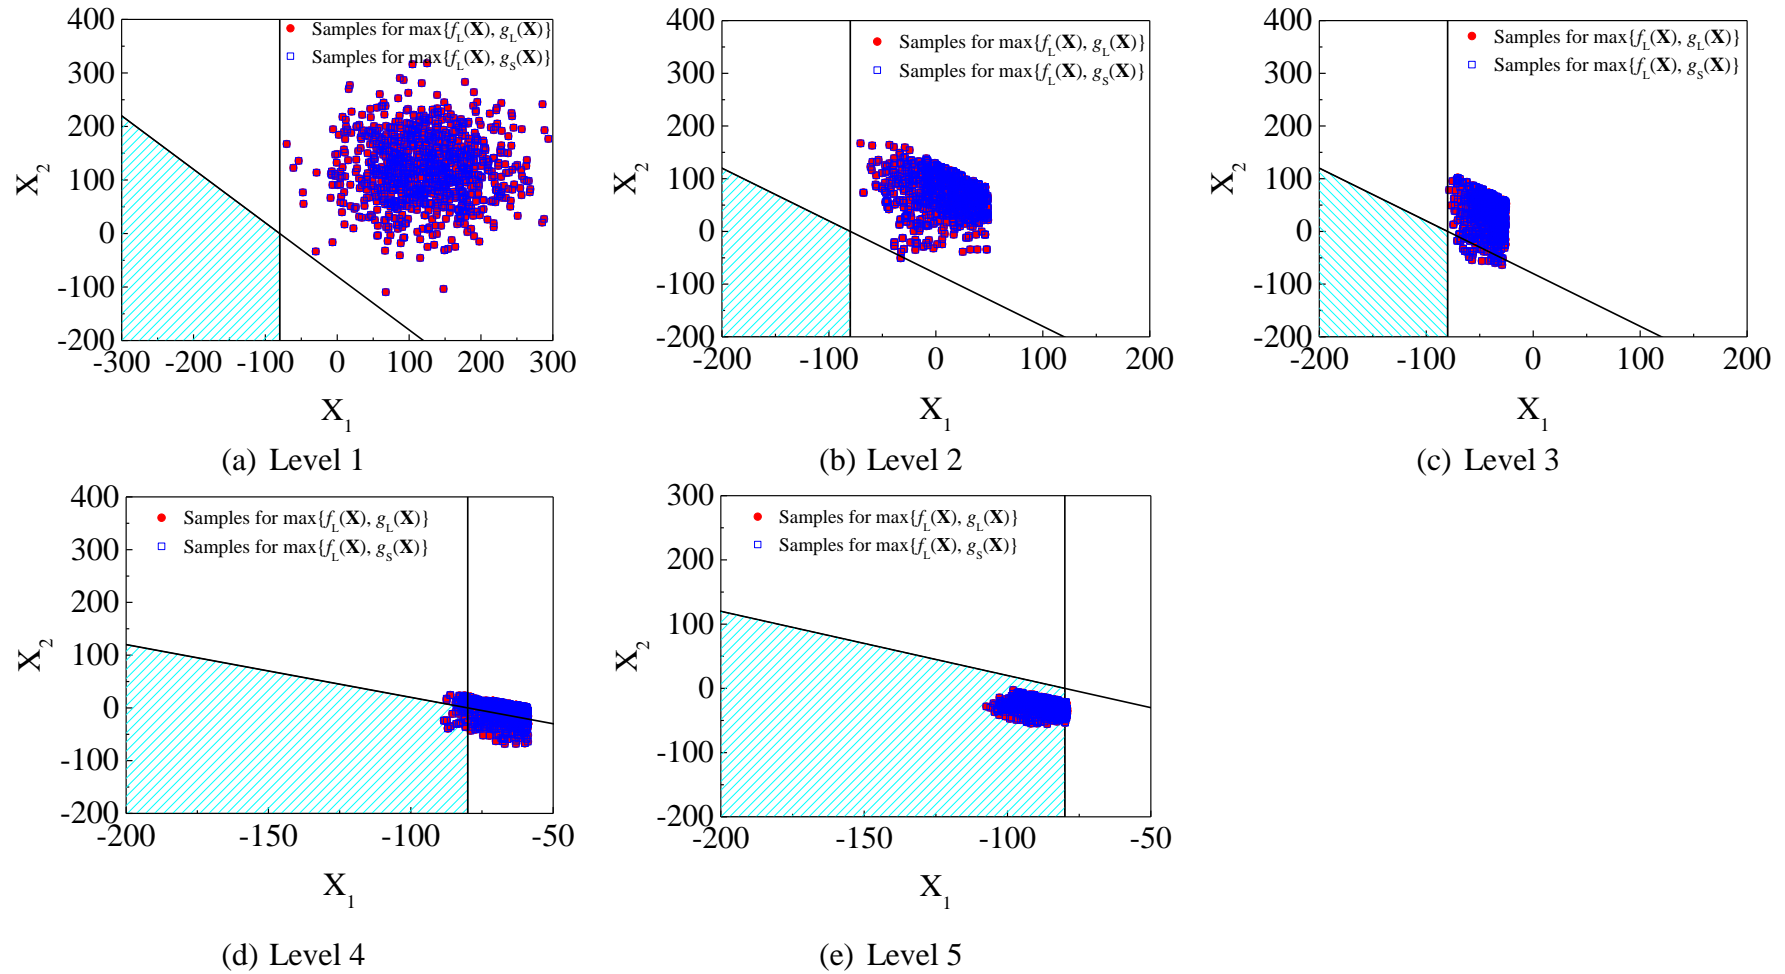 400
300
200
100
0
-100
-200
-300 -200 -100 0 100 200 300
X2
X1
Samples for max{fL(X), gL(X)}
Samples for max{fL(X), gS(X)}
(a) Level 1
400
300
200
100
0
-100
-200
-200 -100 0 100 200
X2
X1
Samples for max{fL(X), gL(X)}
Samples for max{fL(X), gS(X)}
(b) Level 2
400
300
200
100
0
-100
-200
-200 -100 0 100 200
X2
X1
Samples for max{fL(X), gL(X)}
Samples for max{fL(X), gS(X)}
(c) Level 3
400
300
200
100
0
-100
-200
-200 -150 -100 -50
X2
X1
Samples for max{fL(X), gL(X)}
Samples for max{fL(X), gS(X)}
(d) Level 4
300
200
100
0
-100
-200
-200 -150 -100 -50
X2
X1
Samples for max{fL(X), gL(X)}
Samples for max{fL(X), gS(X)}
(e) Level 5